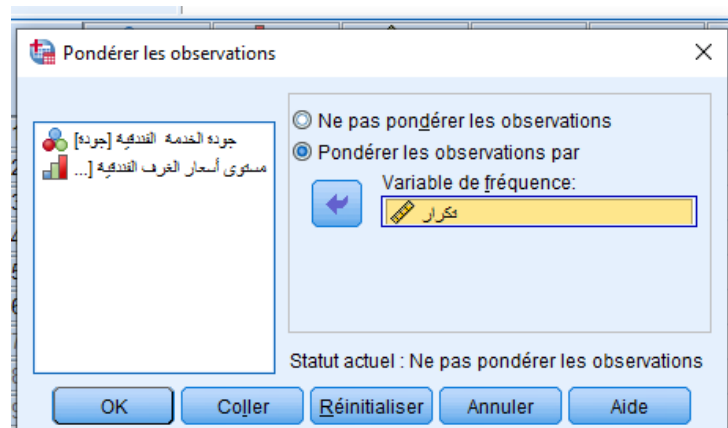 Pondérer les observations
جودة الخدمة الفندقية [جودة]
مستوى أسعار الغرف الفندقية [...
Ne pas pondérer les observations
Pondérer les observations par
Variable de fréquence:
تكرار
Statut actuel : Ne pas pondérer les observations
OK
Coller
Réinitialiser
Annuler
Aide